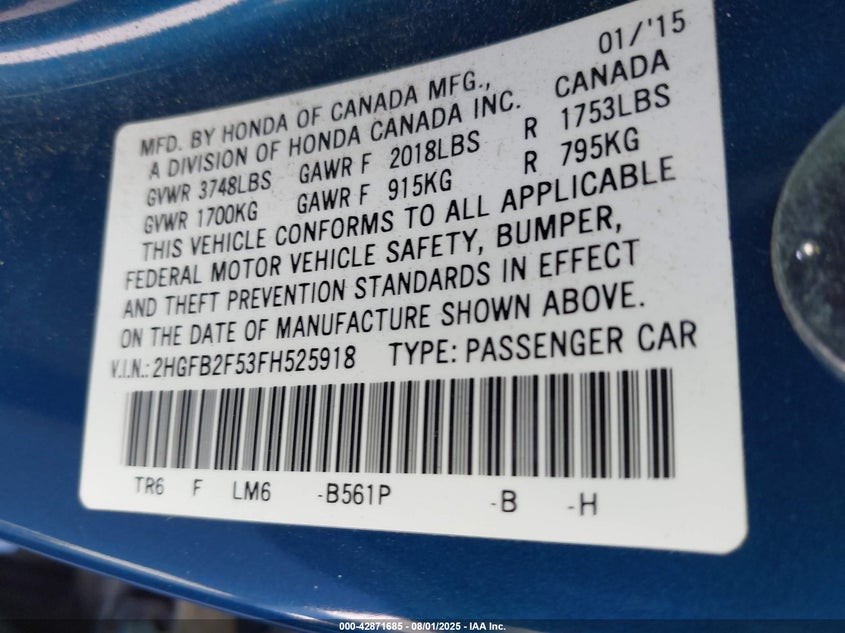 01/'15
MFD. BY HONDA OF CANADA MFG.,
A DIVISION OF HONDA CANADA INC. CANADA
GVWR 3748LBS GAWR F 2018LBS R 1753LBS
GVWR 1700KG GAWR F 915KG R 795KG
THIS VEHICLE CONFORMS TO ALL APPLICABLE
FEDERAL MOTOR VEHICLE SAFETY, BUMPER,
AND THEFT PREVENTION STANDARDS IN EFFECT
ON THE DATE OF MANUFACTURE SHOWN ABOVE.
V.I.N.: 2HGFB2F53FH525918 TYPE: PASSENGER CAR
TR6 F LM6 -B561P -B -H
000-42871685 - 08/01/2025 - IAA Inc.